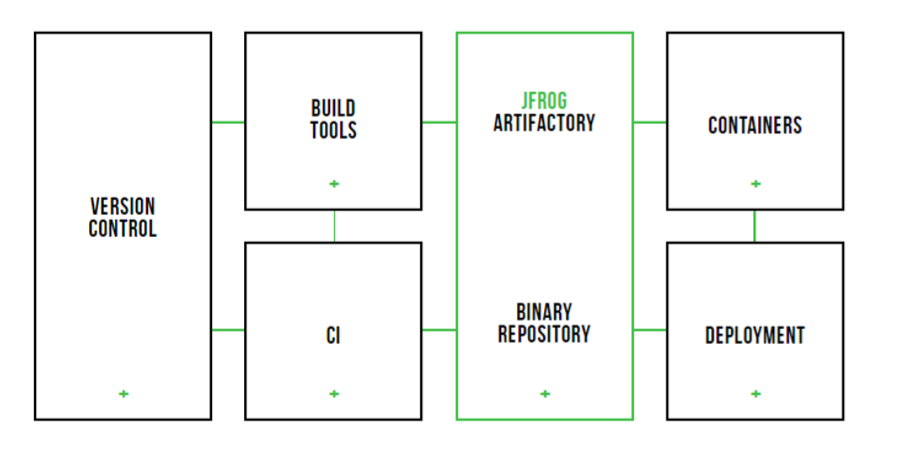 VERSION
CONTROL
+
BUILD
TOOLS
+
CI
+
JFROG
ARTIFACTORY
BINARY
REPOSITORY
+
CONTAINERS
+
DEPLOYMENT
+